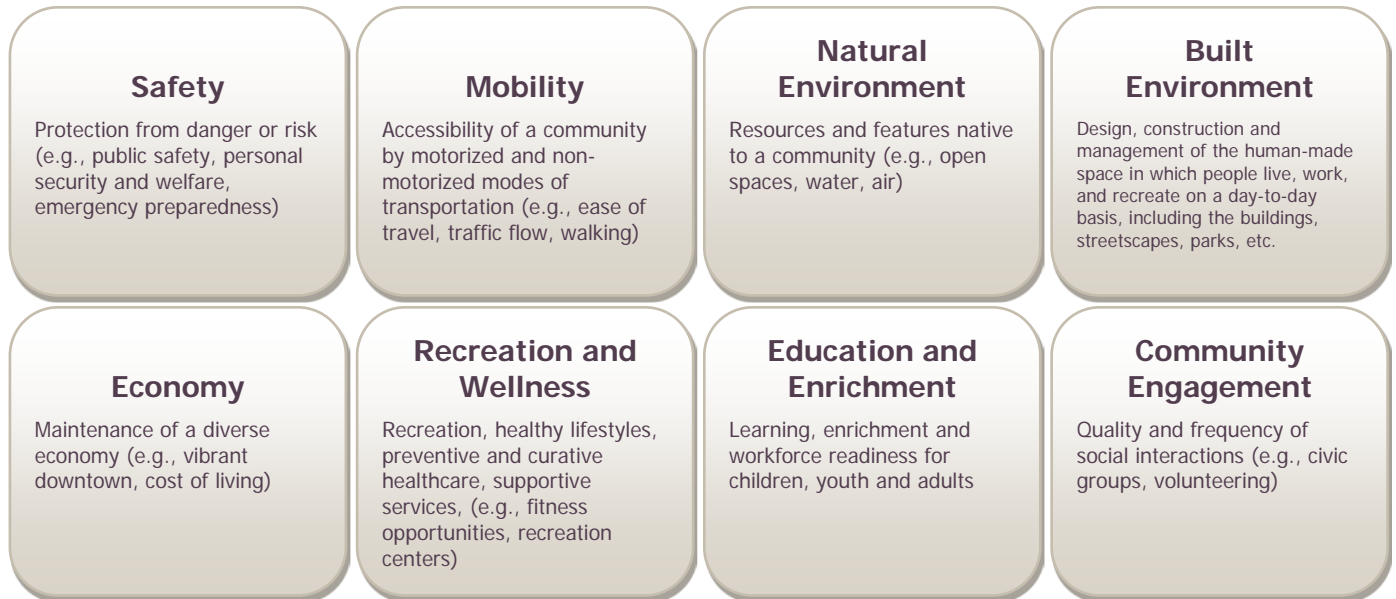 Safety
Protection from danger or risk
(e.g., public safety, personal
security and welfare,
emergency preparedness)
Mobility
Accessibility of a community
by motorized and non-
motorized modes of
transportation (e.g., ease of
travel, traffic flow, walking)
Natural
Environment
Resources and features native
to a community (e.g., open
spaces, water, air)
Built
Environment
Design, construction and
management of the human-made
space in which people live, work,
and recreate on a day-to-day
basis, including the buildings,
streetscapes, parks, etc.
Economy
Maintenance of a diverse
economy (e.g., vibrant
downtown, cost of living)
Recreation and
Wellness
Recreation, healthy lifestyles,
preventive and curative
healthcare, supportive
services, (e.g., fitness
opportunities, recreation
centers)
Education and
Enrichment
Learning, enrichment and
workforce readiness for
children, youth and adults
Community
Engagement
Quality and frequency of
social interactions (e.g., civic
groups, volunteering)